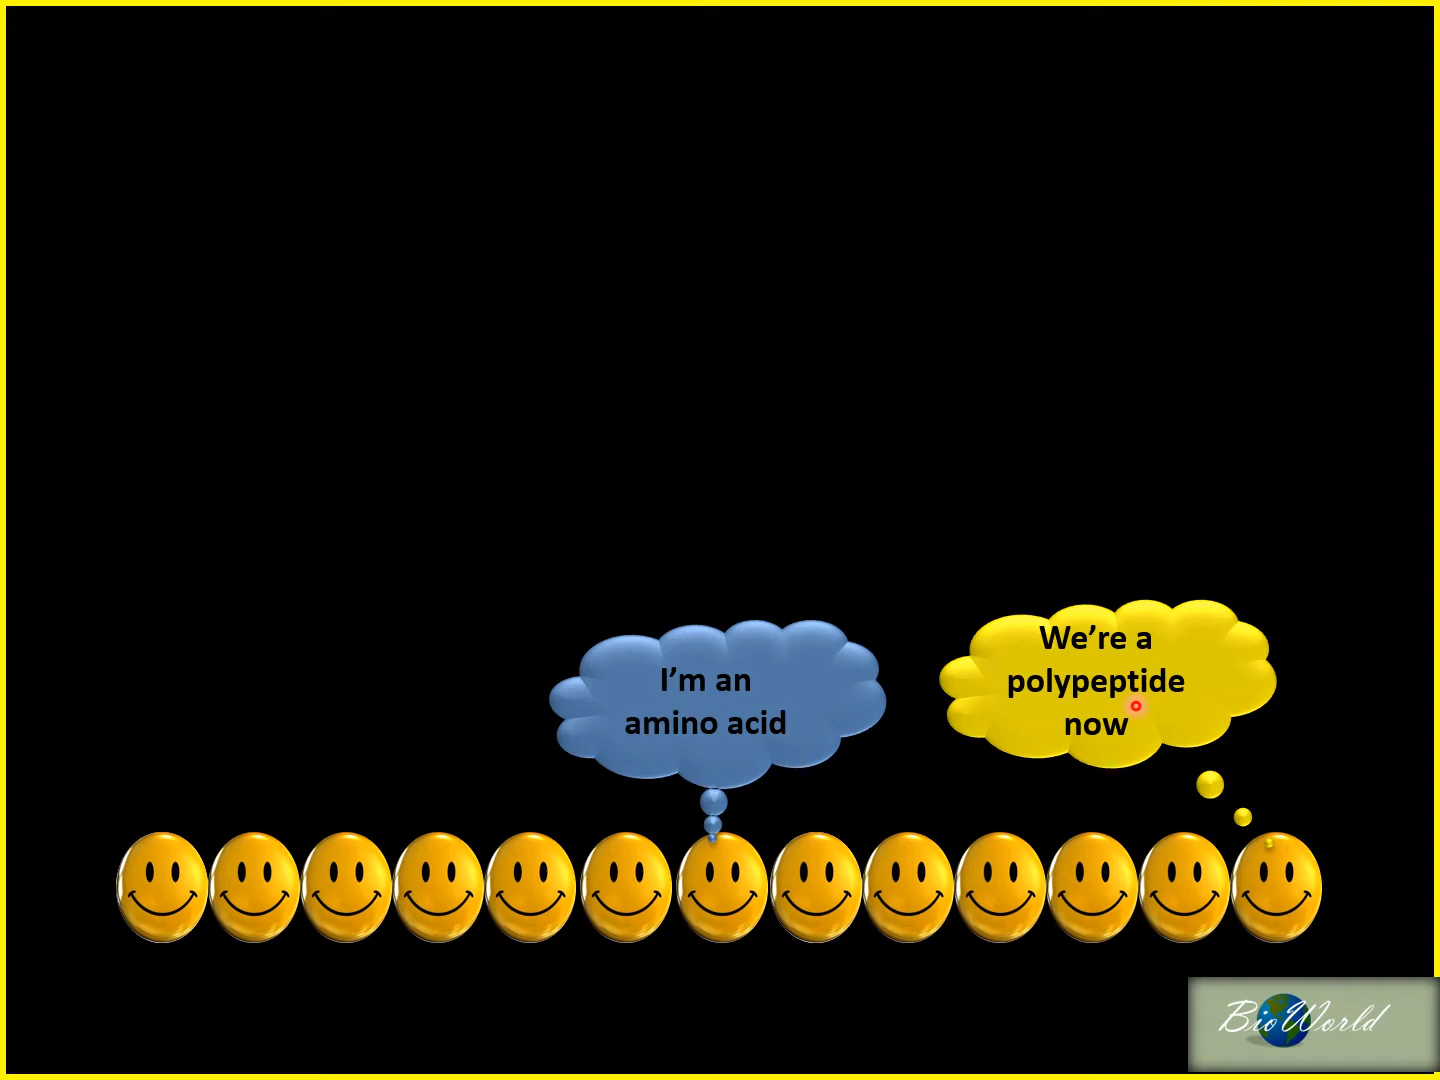 I’m an
amino acid
We’re a
polypeptide
now
BioWorld